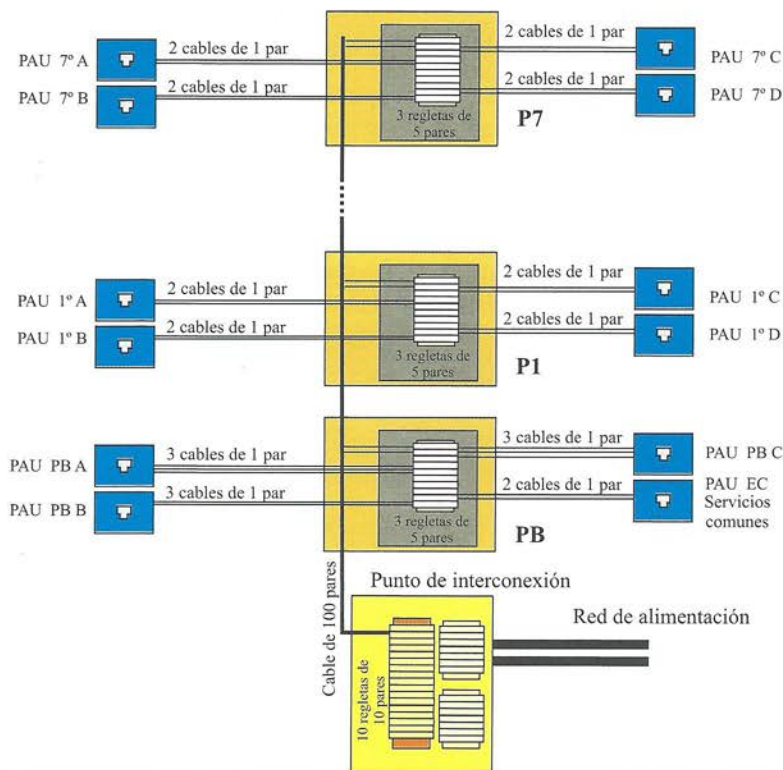 2 cables de 1 par
2 cables de 1 par
PAU 7º A
PAU 7º C
2 cables de 1 par
2 cables de 1 par
PAU 7º B
PAU 7º D
3 regletas de
5 pares
P7
2 cables de 1 par
2 cables de 1 par
PAU 1º A
PAU 1º C
2 cables de 1 par
2 cables de 1 par
PAU 1º B
PAU 1º D
3 regletas de
5 pares
P1
3 cables de 1 par
3 cables de 1 par
PAU PB A
PAU PB C
3 cables de 1 par
2 cables de 1 par
PAU PB B
PAU EC
Servicios
comunes
3 regletas de
5 pares
PB
Punto de interconexión
Cable de 100 pares
Red de alimentación
10 regletas de
10 pares